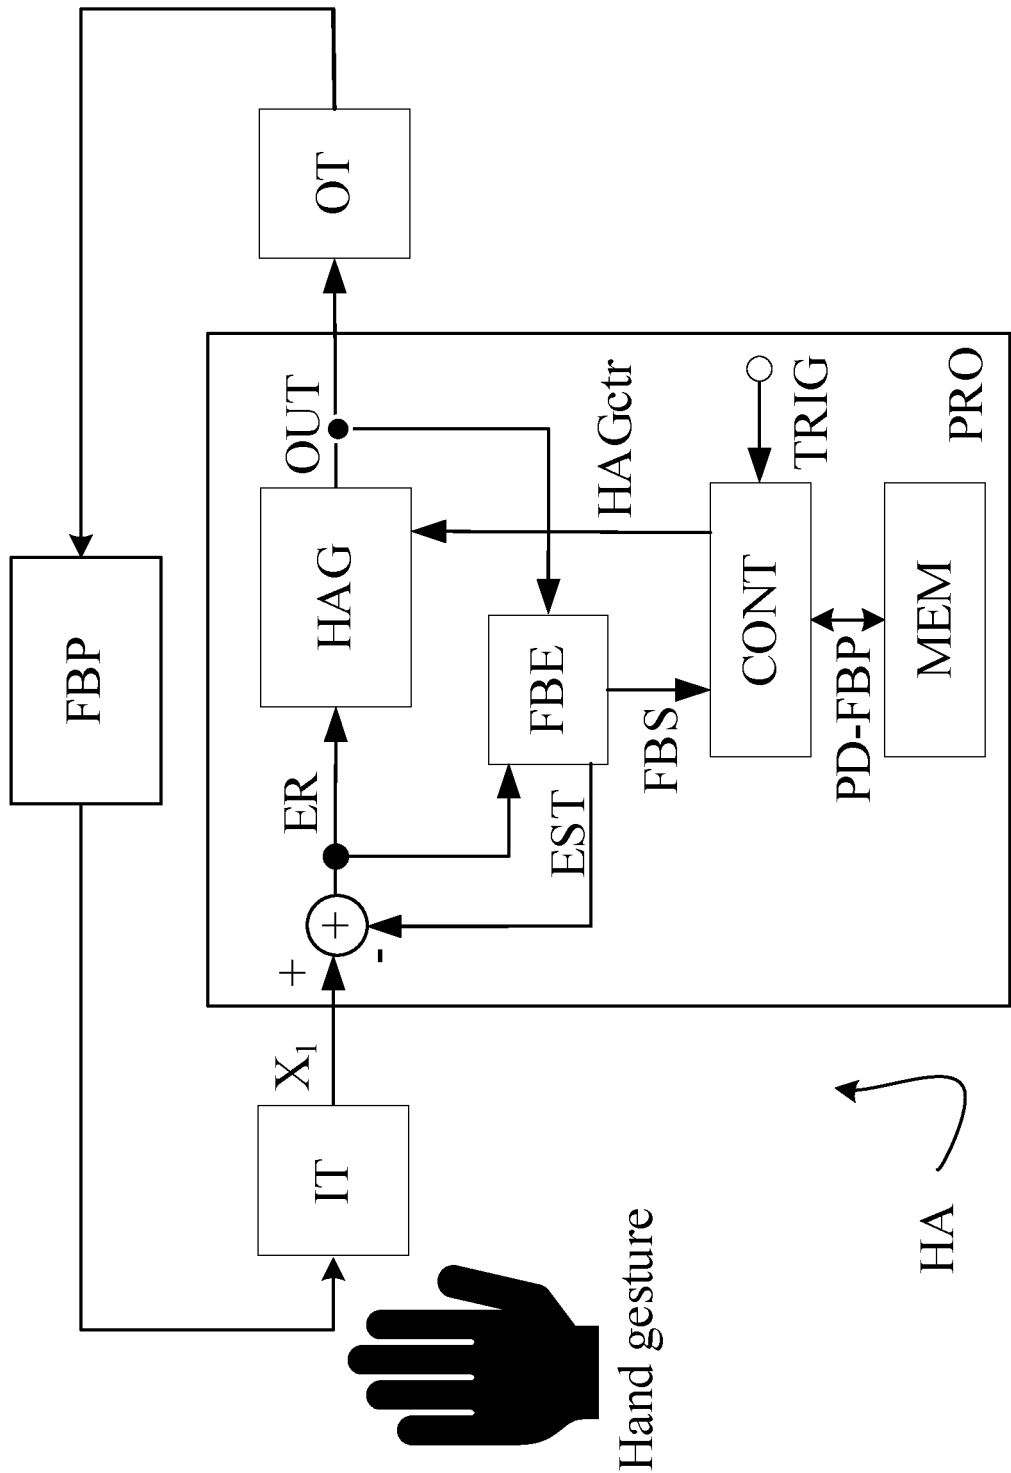 FBP
IT
X₁
+
-
+
ER
HAG
OUT
OT
EST
FBE
FBS
HAGctr
CONT
TRIG
PD-FBP
MEM
PRO
Hand gesture
HA